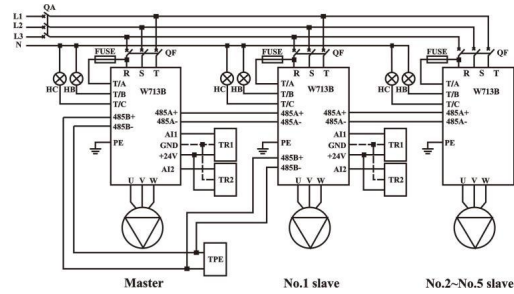 QA
L1
L2
L3
N
FUSE QF FUSE QF QF
R S T R S T R S T
HC HB HC HB HC HB
T/A W713B T/A W713B T/A W713B
T/B T/B T/B
T/C T/C T/C
485B+ 485A+ 485A+ 485A+
485B- 485A- 485A- 485A-
AI1 AI1
PE GND TR1 PE GND TR1 PE
+24V 485B+ +24V
AI2 TR2 485B- AI2 TR2
U V W U V W U V W
TPE
Master No.1 slave No.2~No.5 slave